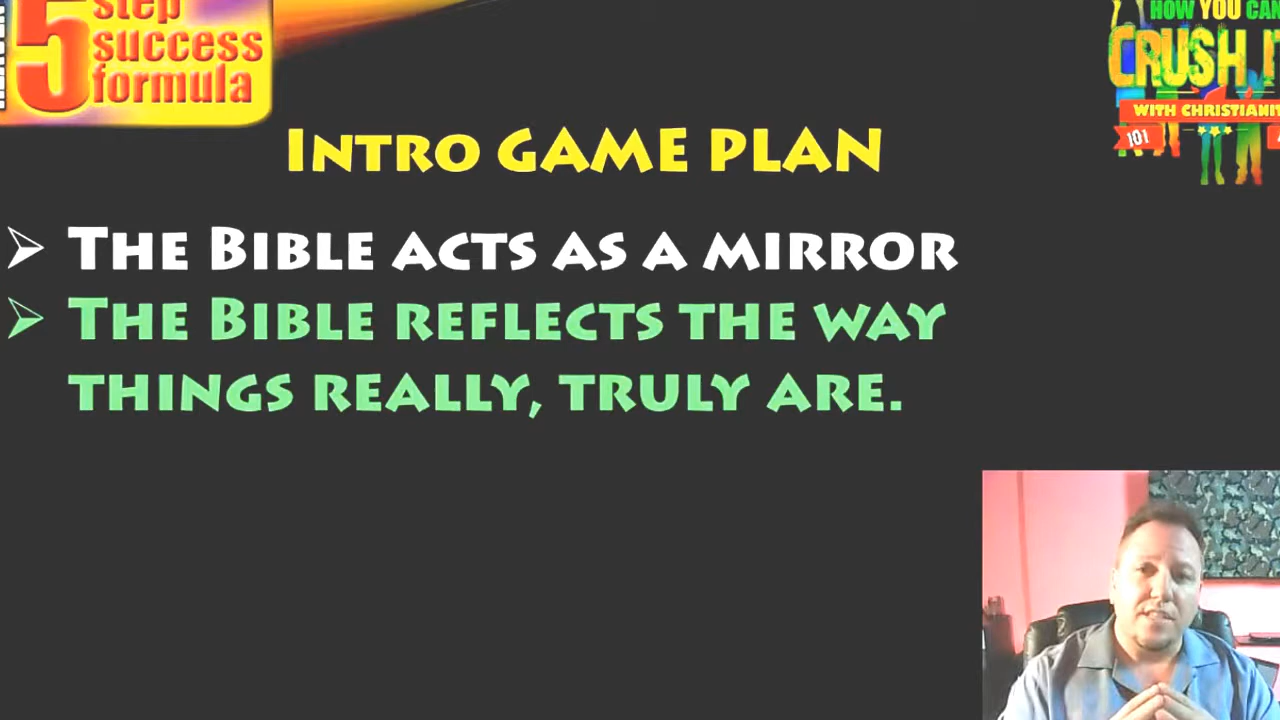 step
5 success
formula
HOW YOU CAN
CRUSH IT
WITH CHRISTIANIT
101
INTRO GAME PLAN
➢ THE BIBLE ACTS AS A MIRROR
➢ THE BIBLE REFLECTS THE WAY
THINGS REALLY, TRULY ARE.